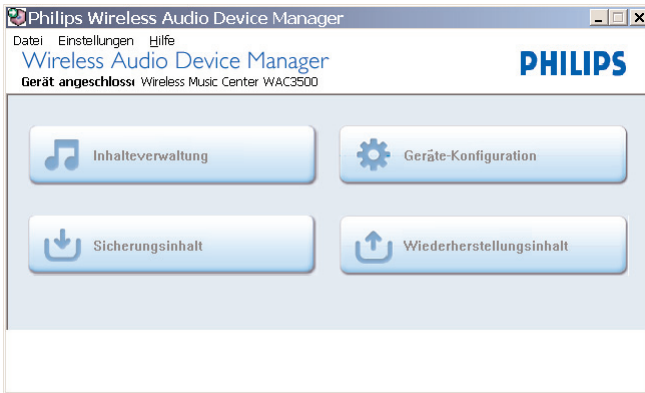 Philips Wireless Audio Device Manager
Datei Einstellungen Hilfe
Wireless Audio Device Manager
PHILIPS
Gerät angeschlosse Wireless Music Center WAC3500
Inhalteverwaltung
Geräte-Konfiguration
Sicherungsinhalt
Wiederherstellungsinhalt